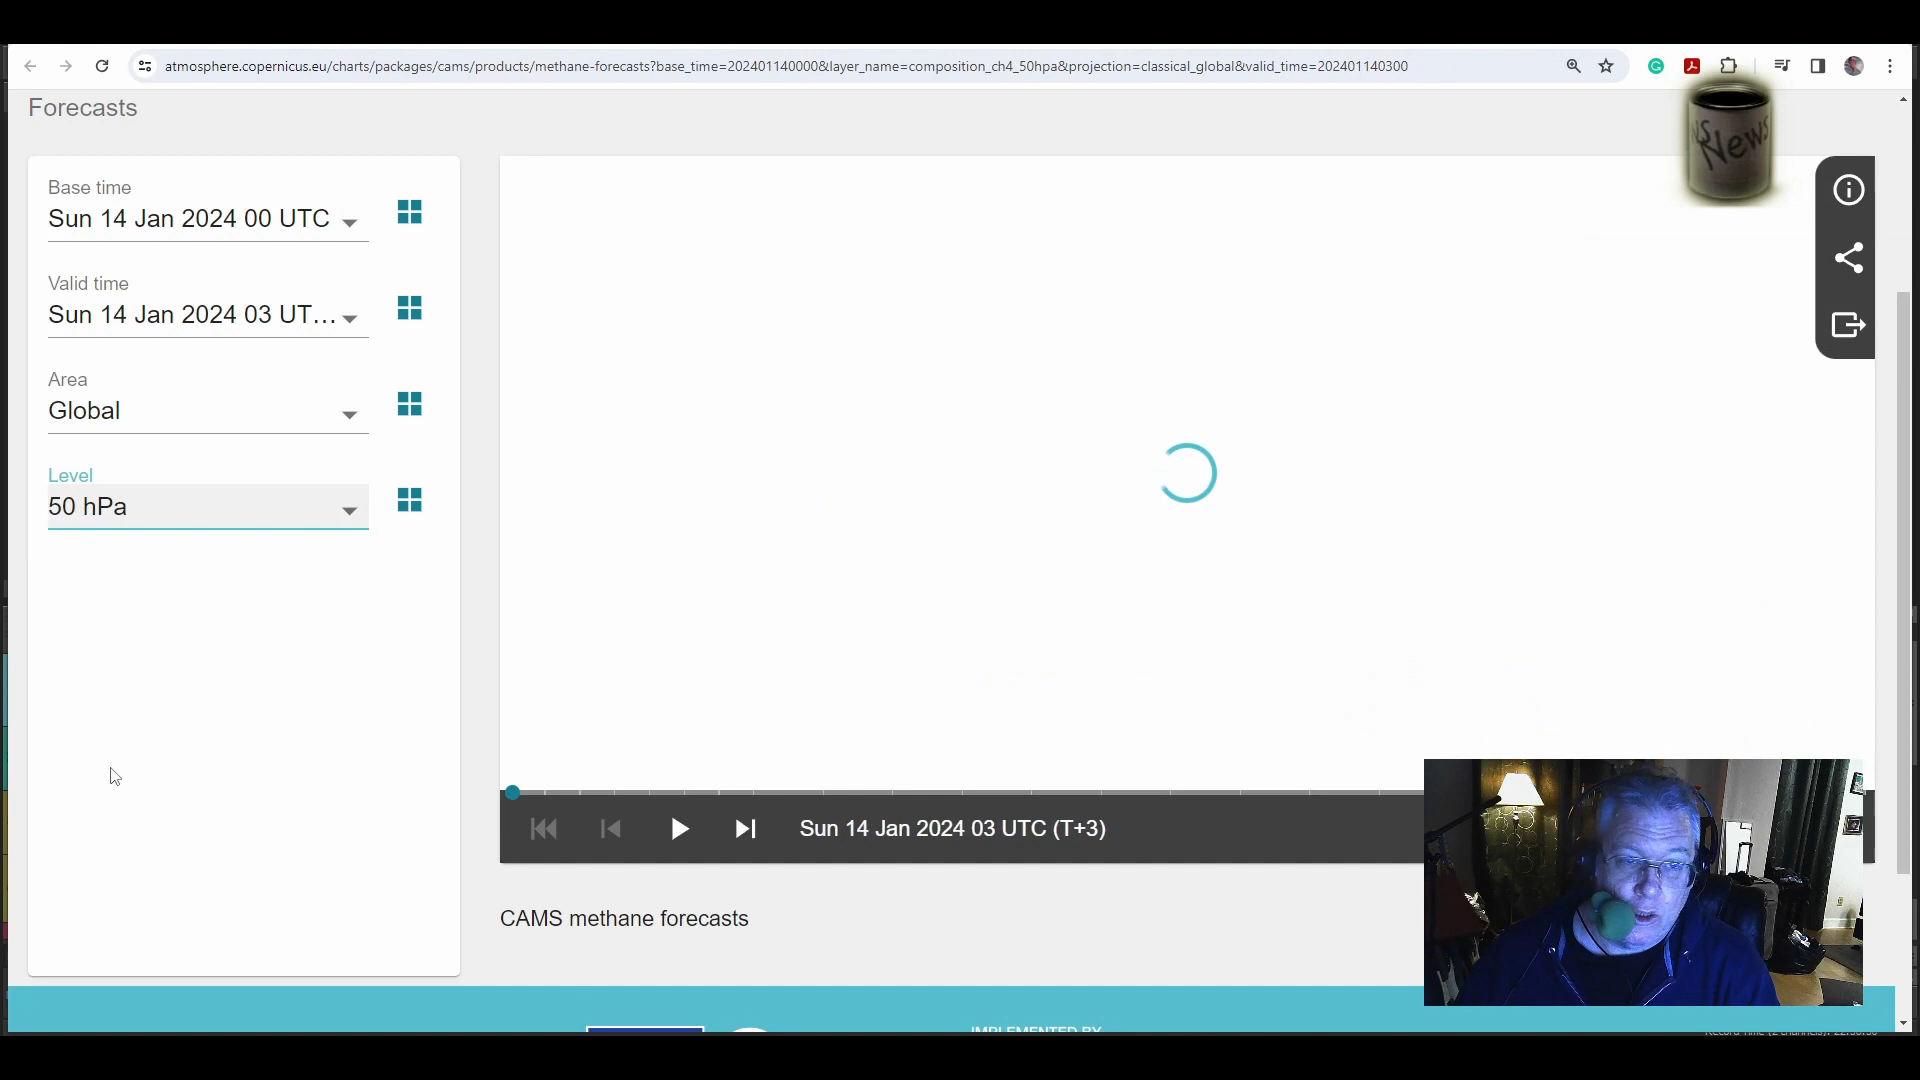 atmosphere.copernicus.eu/charts/packages/cams/products/methane-forecasts?base_time=202401140000&layer_name=composition_ch4_50hpa&projection=classical_global&valid_time=202401140300
News
Forecasts
Base time
Sun 14 Jan 2024 00 UTC
Valid time
Sun 14 Jan 2024 03 UT...
Area
Global
Level
50 hPa
Sun 14 Jan 2024 03 UTC (T+3)
CAMS methane forecasts
IMPLEMENTED BY